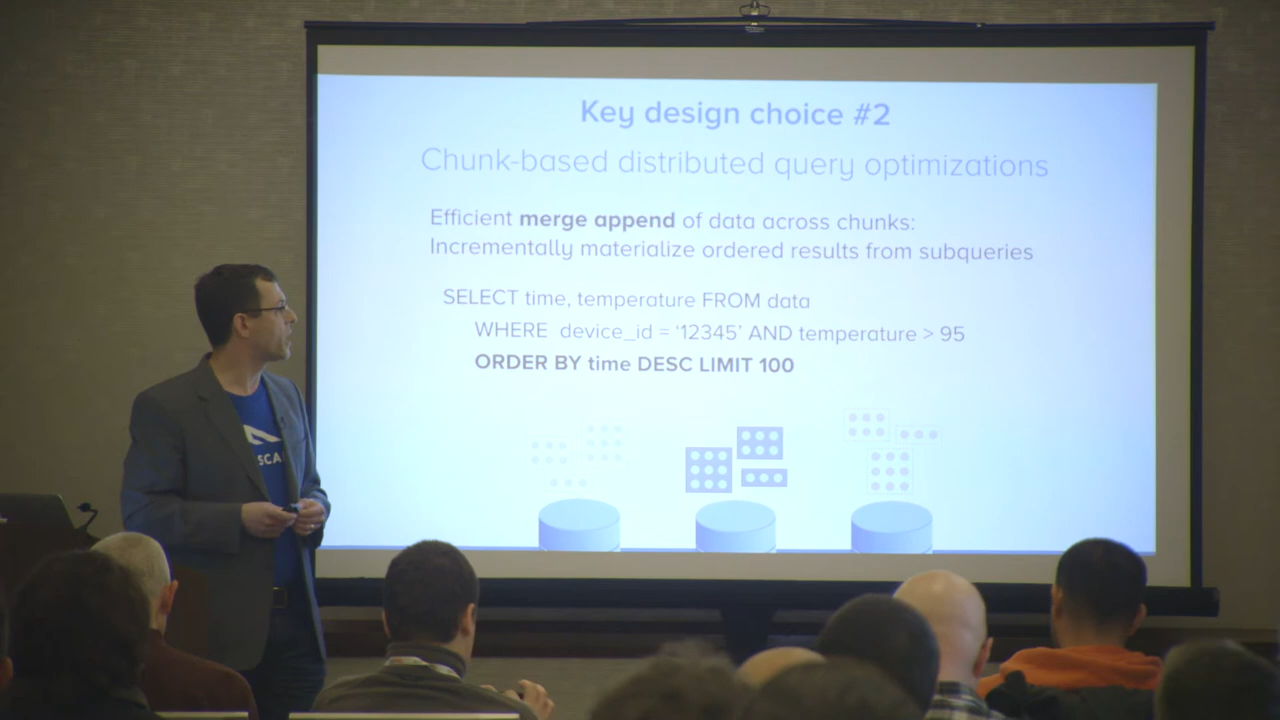 Key design choice #2
Chunk-based distributed query optimizations
Efficient merge append of data across chunks:
Incrementally materialize ordered results from subqueries
SELECT time, temperature FROM data
WHERE device_id = ‘12345’ AND temperature > 95
ORDER BY time DESC LIMIT 100